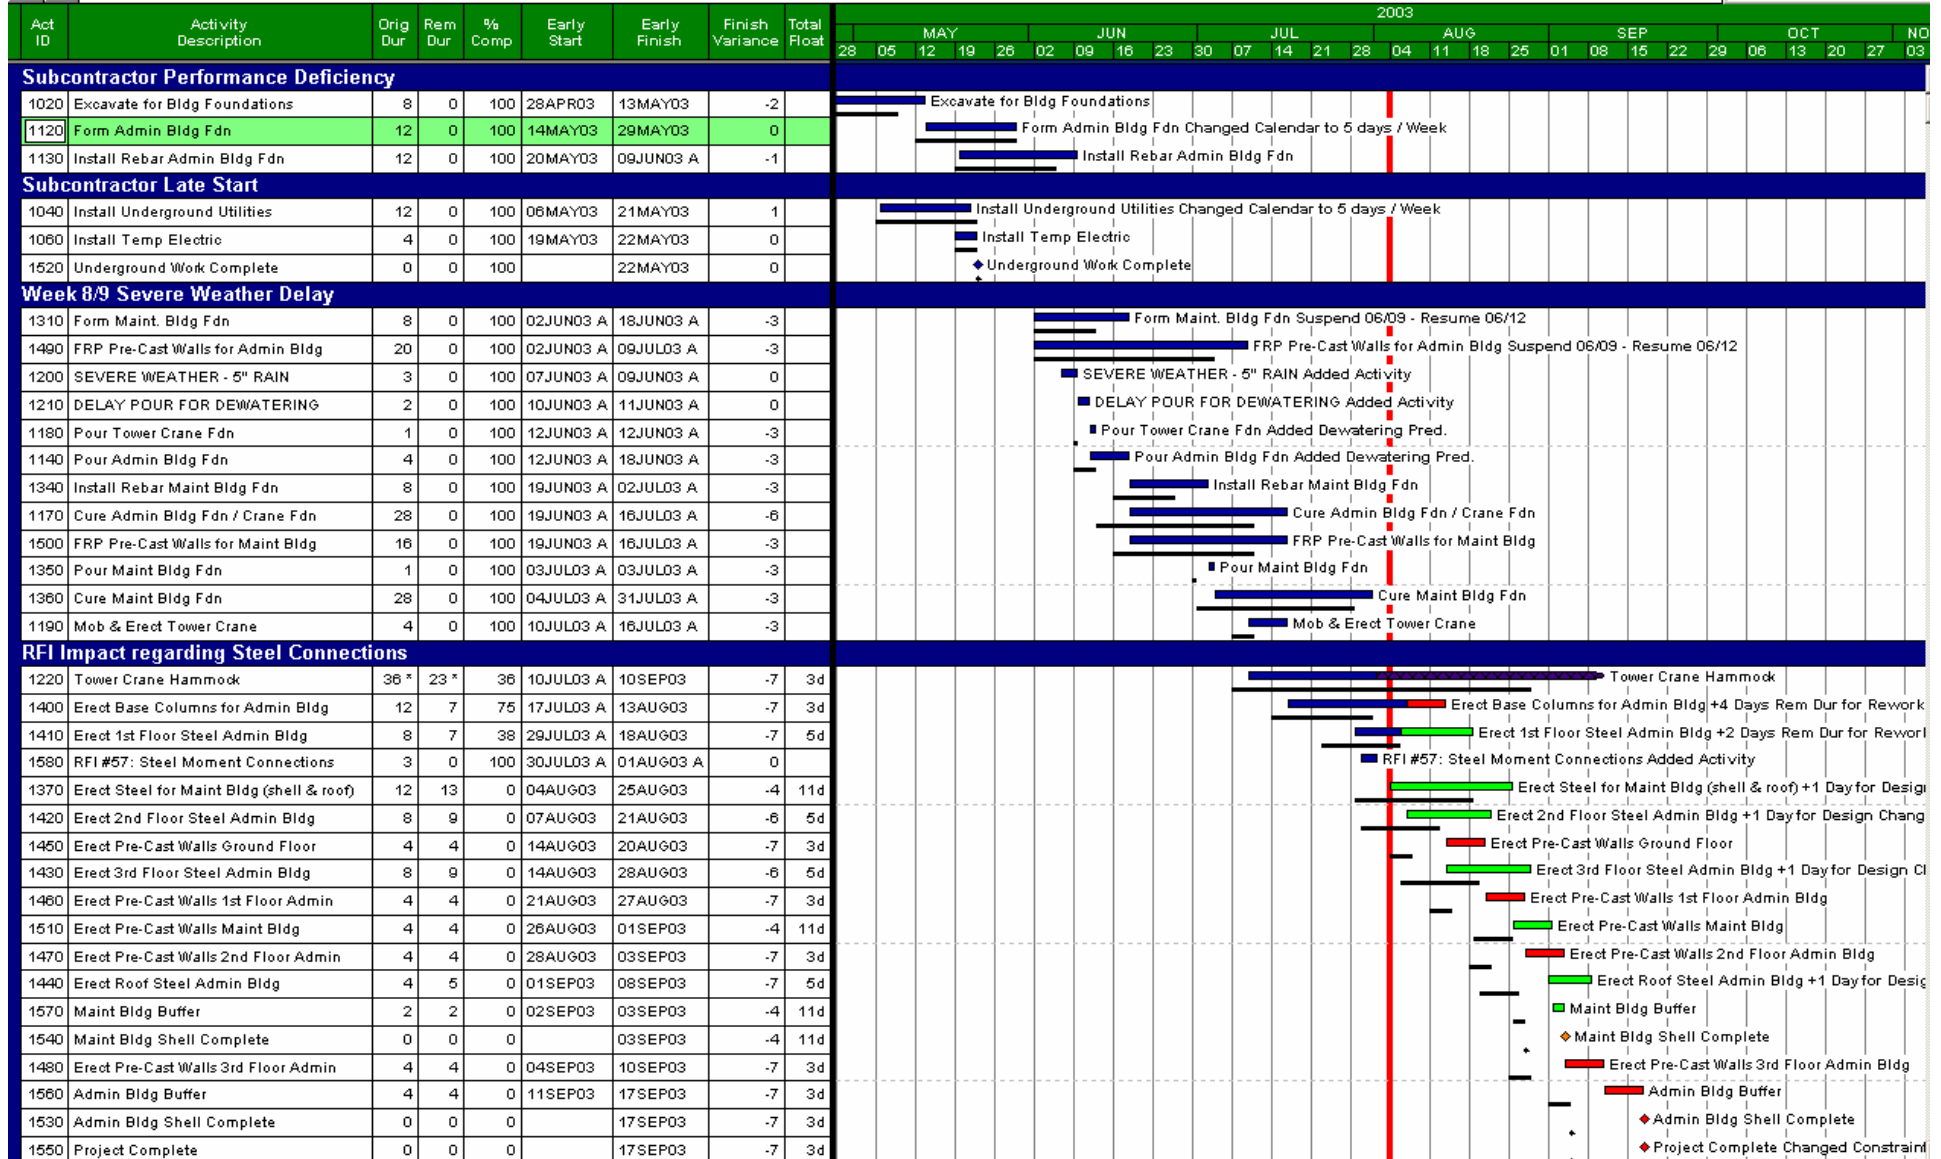 2003
Act ID Activity Description Orig Dur Rem Dur % Comp Early Start Early Finish Finish Variance Total Float
MAY JUN JUL AUG SEP OCT NO
28 05 12 19 26 02 09 16 23 30 07 14 21 28 04 11 18 25 01 08 15 22 29 06 13 20 27 03
Subcontractor Performance Deficiency
1020 Excavate for Bldg Foundations 8 0 100 28APR03 13MAY03 -2 Excavate for Bldg Foundations
1120 Form Admin Bldg Fdn 12 0 100 14MAY03 29MAY03 0 Form Admin Bldg Fdn Changed Calendar to 5 days / Week
1130 Install Rebar Admin Bldg Fdn 12 0 100 20MAY03 09JUN03 A -1 Install Rebar Admin Bldg Fdn
Subcontractor Late Start
1040 Install Underground Utilities 12 0 100 06MAY03 21MAY03 1 Install Underground Utilities Changed Calendar to 5 days / Week
1060 Install Temp Electric 4 0 100 19MAY03 22MAY03 0 Install Temp Electric
1520 Underground Work Complete 0 0 100 22MAY03 0 Underground Work Complete
Week 8/9 Severe Weather Delay
1310 Form Maint. Bldg Fdn 8 0 100 02JUN03 A 18JUN03 A -3 Form Maint. Bldg Fdn Suspend 06/09 - Resume 06/12
1490 FRP Pre-Cast Walls for Admin Bldg 20 0 100 02JUN03 A 09JUL03 A -3 FRP Pre-Cast Walls for Admin Bldg Suspend 06/09 - Resume 06/12
1200 SEVERE WEATHER - 5" RAIN 3 0 100 07JUN03 A 09JUN03 A 0 SEVERE WEATHER - 5" RAIN Added Activity
1210 DELAY POUR FOR DEWATERING 2 0 100 10JUN03 A 11JUN03 A 0 DELAY POUR FOR DEWATERING Added Activity
1180 Pour Tower Crane Fdn 1 0 100 12JUN03 A 12JUN03 A -3 Pour Tower Crane Fdn Added Dewatering Pred.
1140 Pour Admin Bldg Fdn 4 0 100 12JUN03 A 18JUN03 A -3 Pour Admin Bldg Fdn Added Dewatering Pred.
1340 Install Rebar Maint Bldg Fdn 8 0 100 19JUN03 A 02JUL03 A -3 Install Rebar Maint Bldg Fdn
1170 Cure Admin Bldg Fdn / Crane Fdn 28 0 100 19JUN03 A 16JUL03 A -6 Cure Admin Bldg Fdn / Crane Fdn
1500 FRP Pre-Cast Walls for Maint Bldg 16 0 100 19JUN03 A 16JUL03 A -3 FRP Pre-Cast Walls for Maint Bldg
1350 Pour Maint Bldg Fdn 1 0 100 03JUL03 A 03JUL03 A -3 Pour Maint Bldg Fdn
1360 Cure Maint Bldg Fdn 28 0 100 04JUL03 A 31JUL03 A -3 Cure Maint Bldg Fdn
1190 Mob & Erect Tower Crane 4 0 100 10JUL03 A 16JUL03 A -3 Mob & Erect Tower Crane
RFI Impact regarding Steel Connections
1220 Tower Crane Hammock 36 * 23 * 36 10JUL03 A 10SEP03 -7 3d Tower Crane Hammock
1400 Erect Base Columns for Admin Bldg 12 7 75 17JUL03 A 13AUG03 -7 3d Erect Base Columns for Admin Bldg +4 Days Rem Dur for Rework
1410 Erect 1st Floor Steel Admin Bldg 8 7 38 29JUL03 A 18AUG03 -7 5d Erect 1st Floor Steel Admin Bldg +2 Days Rem Dur for Rework
1580 RFI #57: Steel Moment Connections 3 0 100 30JUL03 A 01AUG03 A 0 RFI #57: Steel Moment Connections Added Activity
1370 Erect Steel for Maint Bldg (shell & roof) 12 13 0 04AUG03 25AUG03 -4 11d Erect Steel for Maint Bldg (shell & roof) +1 Day for Desig
1420 Erect 2nd Floor Steel Admin Bldg 8 9 0 07AUG03 21AUG03 -6 5d Erect 2nd Floor Steel Admin Bldg +1 Day for Design Chang
1450 Erect Pre-Cast Walls Ground Floor 4 4 0 14AUG03 20AUG03 -7 3d Erect Pre-Cast Walls Ground Floor
1430 Erect 3rd Floor Steel Admin Bldg 8 9 0 14AUG03 28AUG03 -6 5d Erect 3rd Floor Steel Admin Bldg +1 Day for Design C
1460 Erect Pre-Cast Walls 1st Floor Admin 4 4 0 21AUG03 27AUG03 -7 3d Erect Pre-Cast Walls 1st Floor Admin Bldg
1510 Erect Pre-Cast Walls Maint Bldg 4 4 0 26AUG03 01SEP03 -4 11d Erect Pre-Cast Walls Maint Bldg
1470 Erect Pre-Cast Walls 2nd Floor Admin 4 4 0 28AUG03 03SEP03 -7 3d Erect Pre-Cast Walls 2nd Floor Admin Bldg
1440 Erect Roof Steel Admin Bldg 4 5 0 01SEP03 08SEP03 -7 5d Erect Roof Steel Admin Bldg +1 Day for Desig
1570 Maint Bldg Buffer 2 2 0 02SEP03 03SEP03 -4 11d Maint Bldg Buffer
1540 Maint Bldg Shell Complete 0 0 0 03SEP03 -4 11d Maint Bldg Shell Complete
1480 Erect Pre-Cast Walls 3rd Floor Admin 4 4 0 04SEP03 10SEP03 -7 3d Erect Pre-Cast Walls 3rd Floor Admin Bldg
1560 Admin Bldg Buffer 4 4 0 11SEP03 17SEP03 -7 3d Admin Bldg Buffer
1530 Admin Bldg Shell Complete 0 0 0 17SEP03 -7 3d Admin Bldg Shell Complete
1550 Project Complete 0 0 0 17SEP03 -7 3d Project Complete Changed Constraint